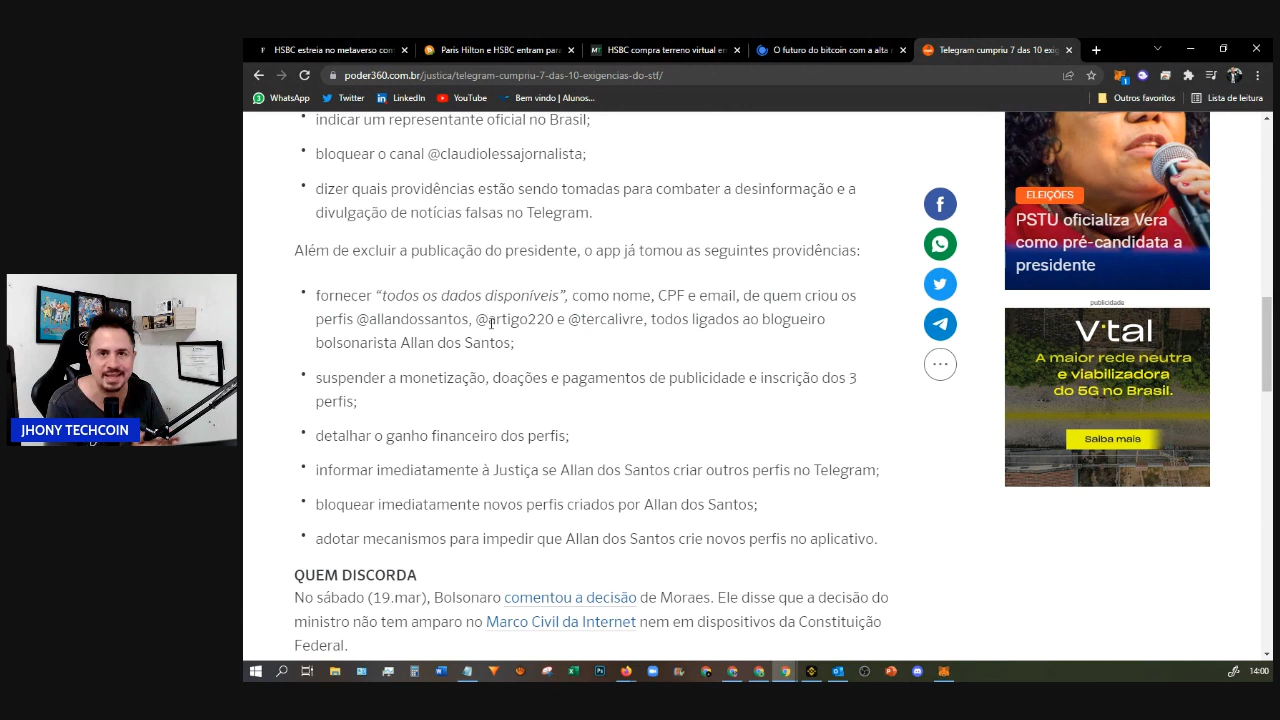 HSBC estreia no metaverso com
Paris Hilton e HSBC entram para
HSBC compra terreno virtual em
O futuro do bitcoin com a alta
Telegram cumpriu 7 das 10 exig
poder360.com.br/justica/telegram-cumpriu-7-das-10-exigencias-do-stf/
WhatsApp
Twitter
LinkedIn
YouTube
Bem vindo | Alunos...
Outros favoritos
Lista de leitura
indicar um representante oficial no Brasil;
bloquear o canal @claudiolessajornalista;
dizer quais providências estão sendo tomadas para combater a desinformação e a
divulgação de notícias falsas no Telegram.
Além de excluir a publicação do presidente, o app já tomou as seguintes providências:
fornecer “todos os dados disponíveis”, como nome, CPF e email, de quem criou os
perfis @allandossantos, @artigo220 e @tercalivre, todos ligados ao blogueiro
bolsonarista Allan dos Santos;
suspender a monetização, doações e pagamentos de publicidade e inscrição dos 3
perfis;
detalhar o ganho financeiro dos perfis;
informar imediatamente à Justiça se Allan dos Santos criar outros perfis no Telegram;
bloquear imediatamente novos perfis criados por Allan dos Santos;
adotar mecanismos para impedir que Allan dos Santos crie novos perfis no aplicativo.
QUEM DISCORDA
No sábado (19.mar), Bolsonaro comentou a decisão de Moraes. Ele disse que a decisão do
ministro não tem amparo no Marco Civil da Internet nem em dispositivos da Constituição
Federal.
ELEIÇÕES
PSTU oficializa Vera
como pré-candidata a
presidente
publicidade
V·tal
A maior rede neutra
e viabilizadora
do 5G no Brasil.
Saiba mais
JHONY TECHCOIN
14:00